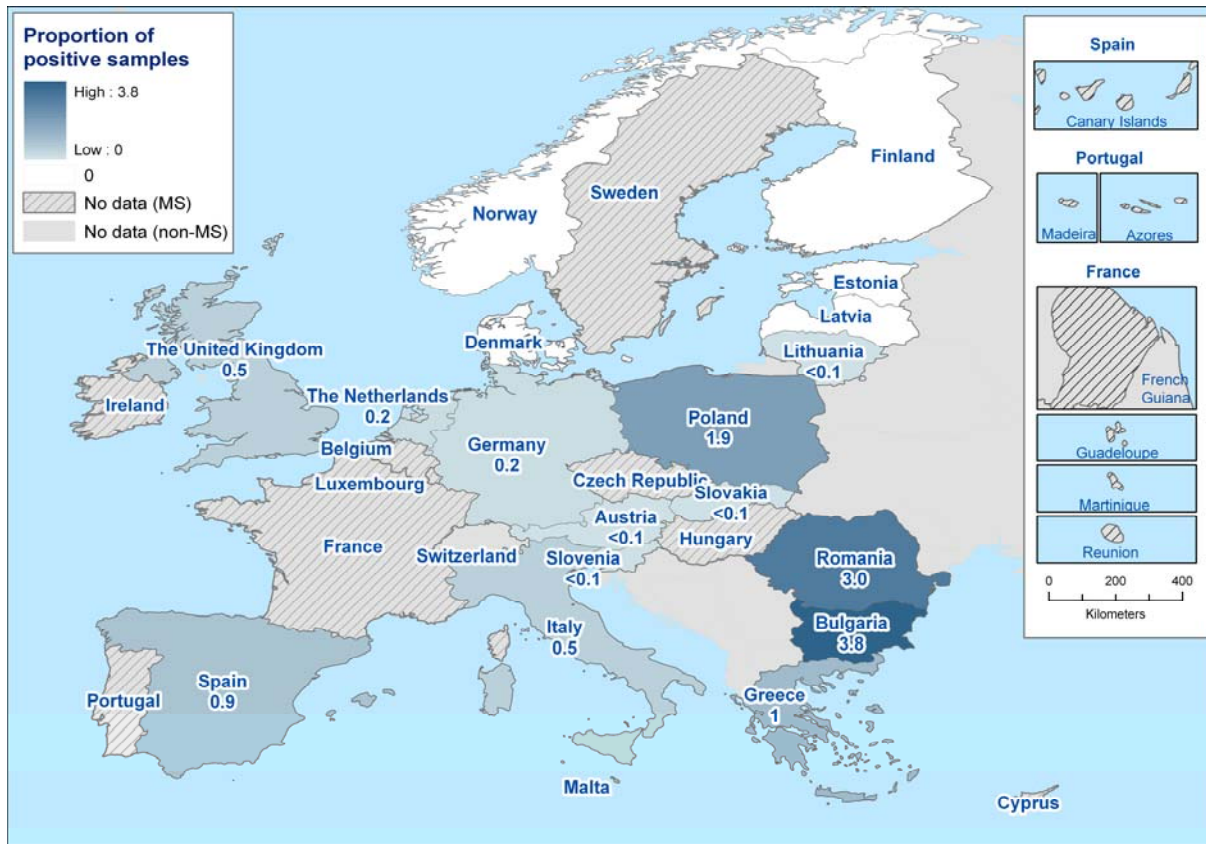 Proportion of
positive samples
High : 3.8
Low : 0
0
No data (MS)
No data (non-MS)
Norway
Sweden
Finland
Estonia
Latvia
Denmark
Lithuania
<0.1
The United Kingdom
0.5
Ireland
The Netherlands
0.2
Belgium
Luxembourg
Germany
0.2
Poland
1.9
Czech Republic
Slovakia
<0.1
Austria
<0.1
Hungary
France
Switzerland
Slovenia
<0.1
Romania
3.0
Bulgaria
3.8
Italy
0.5
Portugal
Spain
0.9
Greece
1
Malta
Cyprus
Spain
Canary Islands
Portugal
Madeira
Azores
France
French
Guiana
Guadeloupe
Martinique
Reunion
0 200 400
Kilometers